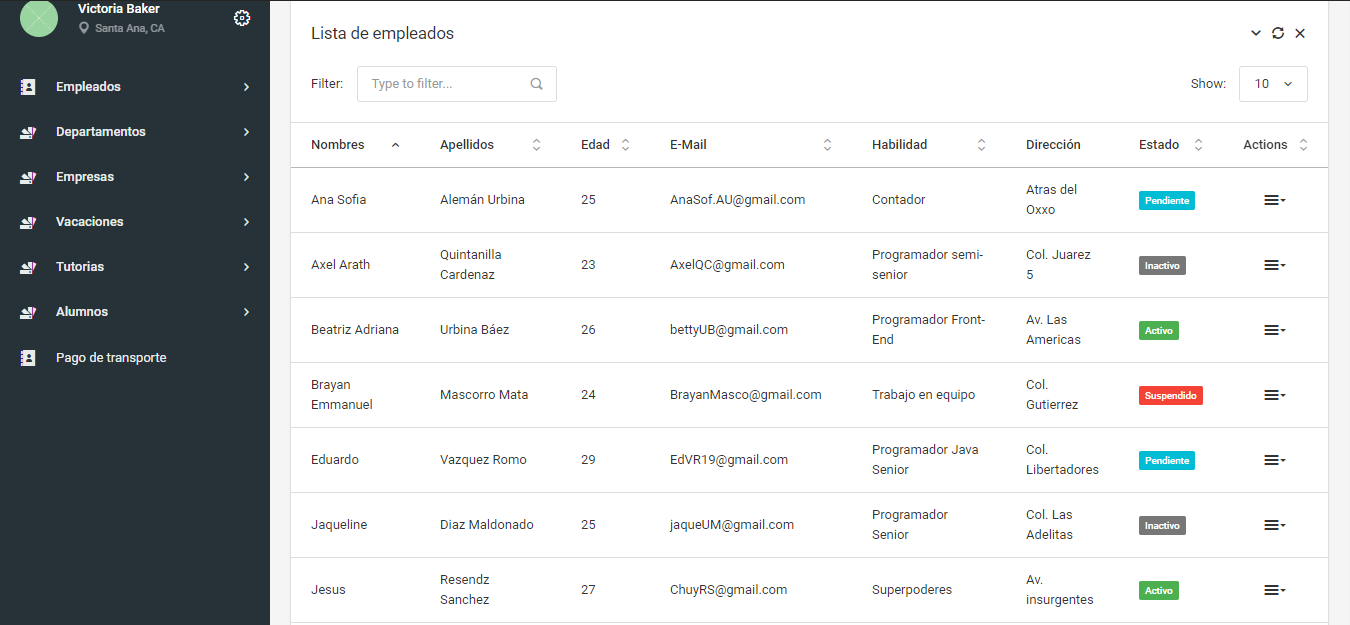 Victoria Baker
Santa Ana, CA
Empleados
Departamentos
Empresas
Vacaciones
Tutorias
Alumnos
Pago de transporte
Lista de empleados
Filter: Type to filter... Show: 10
Nombres Apellidos Edad E-Mail Habilidad Dirección Estado Actions
Ana Sofia Alemán Urbina 25 AnaSof.AU@gmail.com Contador Atras del
Oxxo Pendiente
Axel Arath Quintanilla
Cardenaz 23 AxelQC@gmail.com Programador semi-
senior Col. Juarez
5 Inactivo
Beatriz Adriana Urbina Báez 26 bettyUB@gmail.com Programador Front-
End Av. Las
Americas Activo
Brayan
Emmanuel Mascorro Mata 24 BrayanMasco@gmail.com Trabajo en equipo Col.
Gutierrez Suspendido
Eduardo Vazquez Romo 29 EdVR19@gmail.com Programador Java
Senior Col.
Libertadores Pendiente
Jaqueline Diaz Maldonado 25 jaqueUM@gmail.com Programador
Senior Col. Las
Adelitas Inactivo
Jesus Resendz
Sanchez 27 ChuyRS@gmail.com Superpoderes Av.
insurgentes Activo